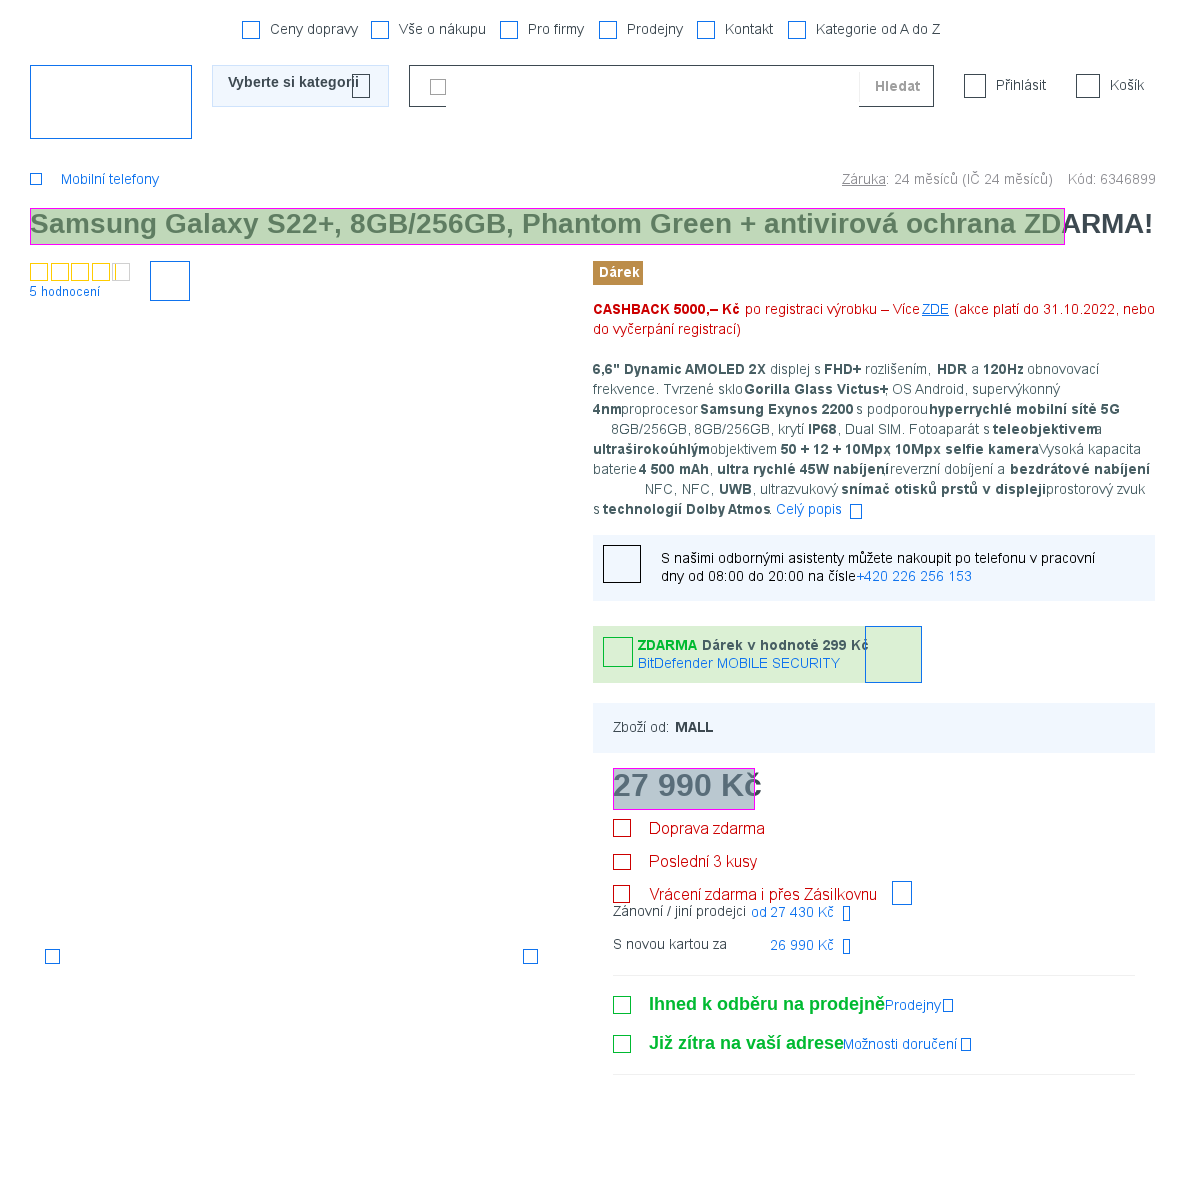 Ceny dopravy Vše o nákupu Pro firmy Prodejny Kontakt Kategorie od A do Z
Vyberte si kategorii Hledat Přihlásit Košík
Mobilní telefony Záruka: 24 měsíců (IČ 24 měsíců) Kód: 6346899
Samsung Galaxy S22+, 8GB/256GB, Phantom Green + antivirová ochrana ZDARMA!
5 hodnocení
Dárek
CASHBACK 5000,– Kč po registraci výrobku – Více ZDE (akce platí do 31.10.2022, nebo
do vyčerpání registrací)
6,6" Dynamic AMOLED 2X displej s FHD+ rozlišením, HDR a 120Hz obnovovací
frekvence. Tvrzené sklo Gorilla Glass Victus+, OS Android, supervýkonný
4nm proprocesor Samsung Exynos 2200 s podporou hyperrychlé mobilní sítě 5G
8GB/256GB, 8GB/256GB, krytí IP68, Dual SIM. Fotoaparát s teleobjektivem a
ultraširokoúhlým objektivem 50 + 12 + 10Mpx, 10Mpx selfie kamera Vysoká kapacita
baterie 4 500 mAh, ultra rychlé 45W nabíjení, reverzní dobíjení a bezdrátové nabíjení
NFC, NFC, UWB, ultrazvukový snímač otisků prstů v displeji prostorový zvuk
s technologií Dolby Atmos. Celý popis
S našimi odbornými asistenty můžete nakoupit po telefonu v pracovní
dny od 08:00 do 20:00 na čísle +420 226 256 153
ZDARMA Dárek v hodnotě 299 Kč
BitDefender MOBILE SECURITY
Zboží od: MALL
27 990 Kč
Doprava zdarma
Poslední 3 kusy
Vrácení zdarma i přes Zásilkovnu
Zánovní / jiní prodejci od 27 430 Kč
S novou kartou za 26 990 Kč
Ihned k odběru na prodejně Prodejny
Již zítra na vaší adrese Možnosti doručení